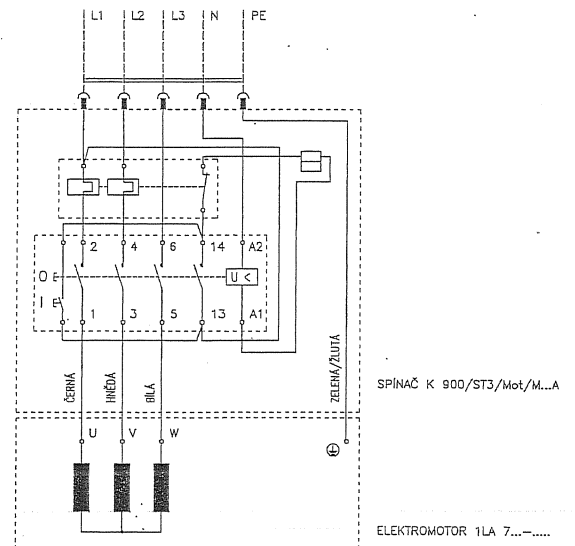 L1 L2 L3 N PE
2 4 6 14 A2
O
U <
I
1 3 5 13 A1
ČERNÁ HNĚDÁ BÍLÁ ZELENÁ/ŽLUTÁ
SPÍNAČ K 900/ST3/Mot/M...A
U V W
ELEKTROMOTOR 1LA 7...-.....